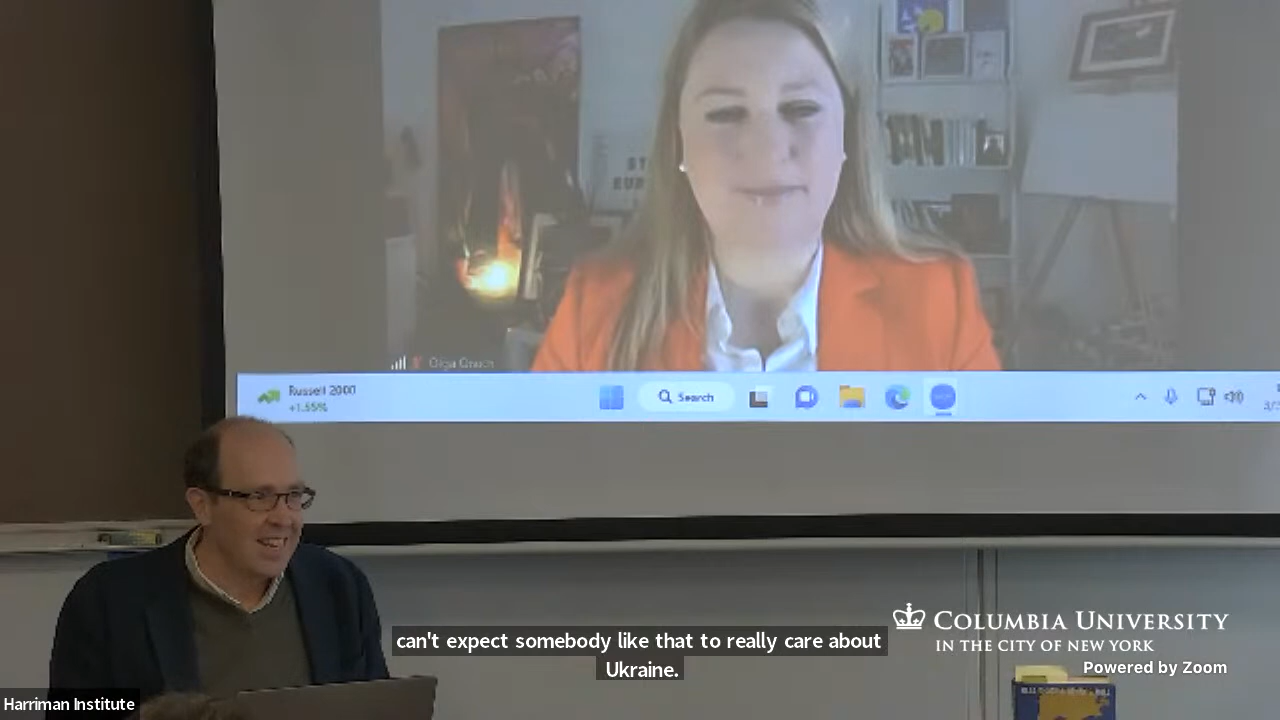 Olga Onuch
Russell 2000
+1.55%
Search
can't expect somebody like that to really care about
Ukraine.
COLUMBIA UNIVERSITY
IN THE CITY OF NEW YORK
Powered by Zoom
Harriman Institute